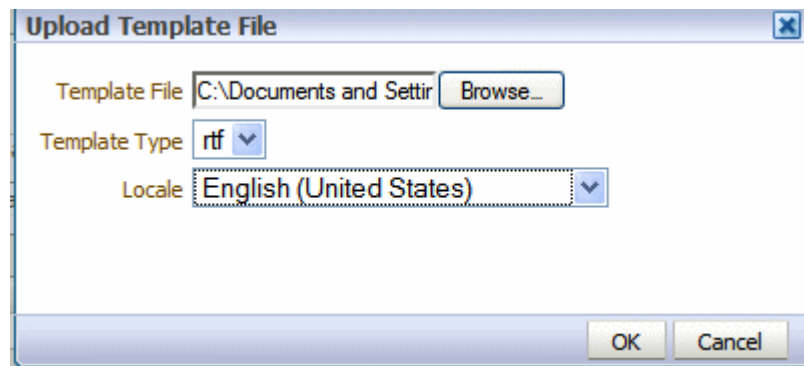 Upload Template File
Template File C:\Documents and Settir Browse...
Template Type rtf
Locale English (United States)
OK Cancel